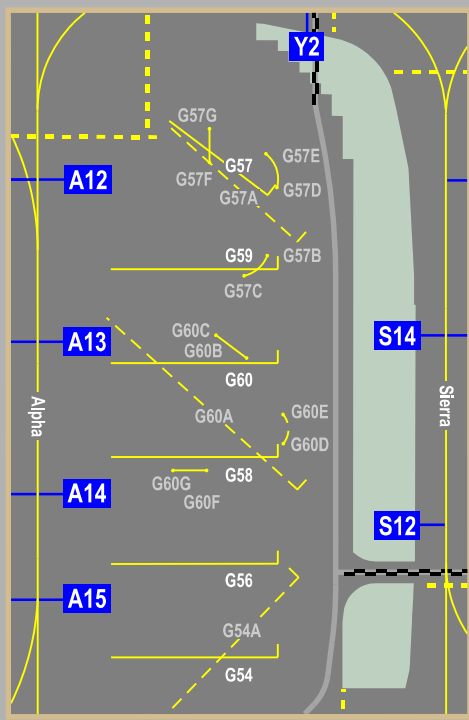 Y2
G57G
G57
G57E
A12
G57F
G57D
G57A
G59
G57B
G57C
G60C
A13
S14
G60B
G60
Alpha
Sierra
G60A
G60E
G60D
G58
G60G
A14
G60F
S12
G56
A15
G54A
G54